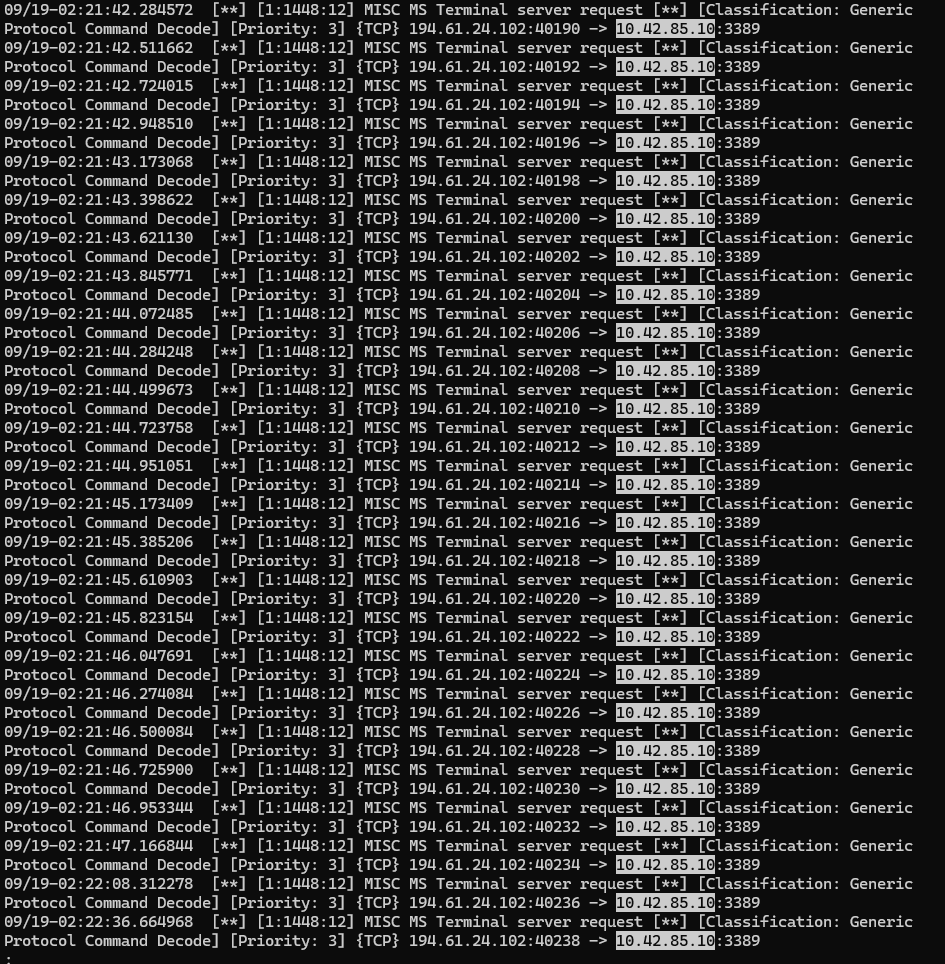 09/19-02:21:42.284572  [**] [1:1448:12] MISC MS Terminal server request [**] [Classification: Generic
Protocol Command Decode] [Priority: 3] {TCP} 194.61.24.102:40190 -> 10.42.85.10:3389
09/19-02:21:42.511662  [**] [1:1448:12] MISC MS Terminal server request [**] [Classification: Generic
Protocol Command Decode] [Priority: 3] {TCP} 194.61.24.102:40192 -> 10.42.85.10:3389
09/19-02:21:42.724015  [**] [1:1448:12] MISC MS Terminal server request [**] [Classification: Generic
Protocol Command Decode] [Priority: 3] {TCP} 194.61.24.102:40194 -> 10.42.85.10:3389
09/19-02:21:42.948510  [**] [1:1448:12] MISC MS Terminal server request [**] [Classification: Generic
Protocol Command Decode] [Priority: 3] {TCP} 194.61.24.102:40196 -> 10.42.85.10:3389
09/19-02:21:43.173068  [**] [1:1448:12] MISC MS Terminal server request [**] [Classification: Generic
Protocol Command Decode] [Priority: 3] {TCP} 194.61.24.102:40198 -> 10.42.85.10:3389
09/19-02:21:43.398622  [**] [1:1448:12] MISC MS Terminal server request [**] [Classification: Generic
Protocol Command Decode] [Priority: 3] {TCP} 194.61.24.102:40200 -> 10.42.85.10:3389
09/19-02:21:43.621130  [**] [1:1448:12] MISC MS Terminal server request [**] [Classification: Generic
Protocol Command Decode] [Priority: 3] {TCP} 194.61.24.102:40202 -> 10.42.85.10:3389
09/19-02:21:43.845771  [**] [1:1448:12] MISC MS Terminal server request [**] [Classification: Generic
Protocol Command Decode] [Priority: 3] {TCP} 194.61.24.102:40204 -> 10.42.85.10:3389
09/19-02:21:44.072485  [**] [1:1448:12] MISC MS Terminal server request [**] [Classification: Generic
Protocol Command Decode] [Priority: 3] {TCP} 194.61.24.102:40206 -> 10.42.85.10:3389
09/19-02:21:44.284248  [**] [1:1448:12] MISC MS Terminal server request [**] [Classification: Generic
Protocol Command Decode] [Priority: 3] {TCP} 194.61.24.102:40208 -> 10.42.85.10:3389
09/19-02:21:44.499673  [**] [1:1448:12] MISC MS Terminal server request [**] [Classification: Generic
Protocol Command Decode] [Priority: 3] {TCP} 194.61.24.102:40210 -> 10.42.85.10:3389
09/19-02:21:44.723758  [**] [1:1448:12] MISC MS Terminal server request [**] [Classification: Generic
Protocol Command Decode] [Priority: 3] {TCP} 194.61.24.102:40212 -> 10.42.85.10:3389
09/19-02:21:44.951051  [**] [1:1448:12] MISC MS Terminal server request [**] [Classification: Generic
Protocol Command Decode] [Priority: 3] {TCP} 194.61.24.102:40214 -> 10.42.85.10:3389
09/19-02:21:45.173409  [**] [1:1448:12] MISC MS Terminal server request [**] [Classification: Generic
Protocol Command Decode] [Priority: 3] {TCP} 194.61.24.102:40216 -> 10.42.85.10:3389
09/19-02:21:45.385206  [**] [1:1448:12] MISC MS Terminal server request [**] [Classification: Generic
Protocol Command Decode] [Priority: 3] {TCP} 194.61.24.102:40218 -> 10.42.85.10:3389
09/19-02:21:45.610903  [**] [1:1448:12] MISC MS Terminal server request [**] [Classification: Generic
Protocol Command Decode] [Priority: 3] {TCP} 194.61.24.102:40220 -> 10.42.85.10:3389
09/19-02:21:45.823154  [**] [1:1448:12] MISC MS Terminal server request [**] [Classification: Generic
Protocol Command Decode] [Priority: 3] {TCP} 194.61.24.102:40222 -> 10.42.85.10:3389
09/19-02:21:46.047691  [**] [1:1448:12] MISC MS Terminal server request [**] [Classification: Generic
Protocol Command Decode] [Priority: 3] {TCP} 194.61.24.102:40224 -> 10.42.85.10:3389
09/19-02:21:46.274084  [**] [1:1448:12] MISC MS Terminal server request [**] [Classification: Generic
Protocol Command Decode] [Priority: 3] {TCP} 194.61.24.102:40226 -> 10.42.85.10:3389
09/19-02:21:46.500084  [**] [1:1448:12] MISC MS Terminal server request [**] [Classification: Generic
Protocol Command Decode] [Priority: 3] {TCP} 194.61.24.102:40228 -> 10.42.85.10:3389
09/19-02:21:46.725900  [**] [1:1448:12] MISC MS Terminal server request [**] [Classification: Generic
Protocol Command Decode] [Priority: 3] {TCP} 194.61.24.102:40230 -> 10.42.85.10:3389
09/19-02:21:46.953344  [**] [1:1448:12] MISC MS Terminal server request [**] [Classification: Generic
Protocol Command Decode] [Priority: 3] {TCP} 194.61.24.102:40232 -> 10.42.85.10:3389
09/19-02:21:47.166844  [**] [1:1448:12] MISC MS Terminal server request [**] [Classification: Generic
Protocol Command Decode] [Priority: 3] {TCP} 194.61.24.102:40234 -> 10.42.85.10:3389
09/19-02:22:08.312278  [**] [1:1448:12] MISC MS Terminal server request [**] [Classification: Generic
Protocol Command Decode] [Priority: 3] {TCP} 194.61.24.102:40236 -> 10.42.85.10:3389
09/19-02:22:36.664968  [**] [1:1448:12] MISC MS Terminal server request [**] [Classification: Generic
Protocol Command Decode] [Priority: 3] {TCP} 194.61.24.102:40238 -> 10.42.85.10:3389
: